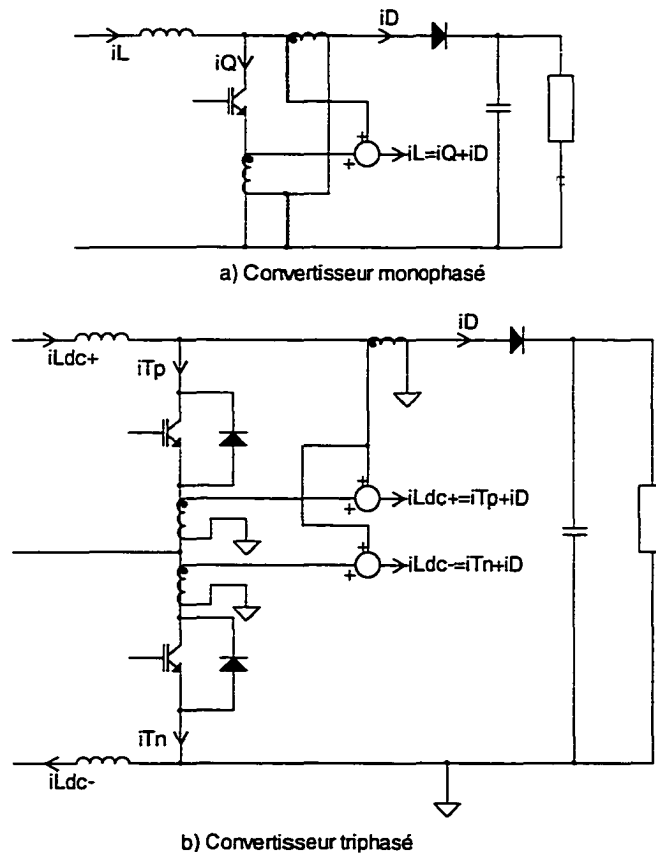 iD
iL
iQ
+
+
iL=iQ+iD
a) Convertisseur monophasé
iD
iLdc+
iTp
+
+
iLdc+=iTp+iD
+
+
iLdc-=iTn+iD
iTn
iLdc-
b) Convertisseur triphasé